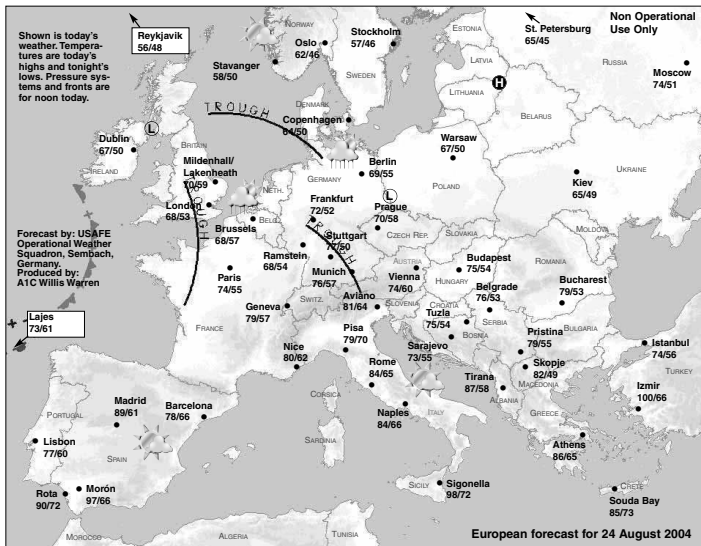 Shown is today's
weather. Tempera-
tures are today's
highs and tonight's
lows. Pressure sys-
tems and fronts are
for noon today.
Reykjavik
56/48
NORWAY
Oslo
62/46
Stockholm
57/46
Stavanger
58/50
SWEDEN
ESTONIA
St. Petersburg
65/45
Non Operational
Use Only
LATVIA
RUSSIA
Moscow
74/51
LITHUANIA
H
BELARUS
TROUGH
DENMARK
Copenhagen
64/50
L
Dublin
67/50
IRELAND
BRITAIN
Mildenhall/
Lakenheath
70/59
TROUGH
London
68/53
NETH.
GERMANY
Berlin
69/55
Warsaw
67/50
POLAND
UKRAINE
Kiev
65/49
L
Frankfurt
72/52
Prague
70/58
Brussels
68/57
BELG.
Stuttgart
77/50
TROUGH
CZECH REP.
SLOVAKIA
MOLDOVA
Forecast by: USAFE
Operational Weather
Squadron, Sembach,
Germany.
Produced by:
A1C Willis Warren
Ramstein
68/54
Paris
74/55
Munich
76/57
AUSTRIA
Vienna
74/60
Budapest
75/54
HUNGARY
ROMANIA
Lajes
73/61
Geneva
79/57
SWITZ.
Aviano
81/64
SLOVENIA
CROATIA
Belgrade
76/53
Bucharest
79/53
FRANCE
Tuzla
75/54
BOSNIA
SERBIA
BULGARIA
Pisa
79/70
Sarajevo
73/55
Pristina
79/55
Istanbul
74/56
Nice
80/62
Skopje
82/49
MACEDONIA
TURKEY
Rome
84/65
Tirana
87/58
ALBANIA
Izmir
100/66
CORSICA
Madrid
89/61
Barcelona
78/66
PORTUGAL
Naples
84/66
ITALY
GREECE
SARDINIA
Lisbon
77/60
SPAIN
Athens
86/65
Rota
90/72
Morón
97/66
SICILY
Sigonella
98/72
CRETE
Souda Bay
85/73
MOROCCO
ALGERIA
TUNISIA
European forecast for 24 August 2004